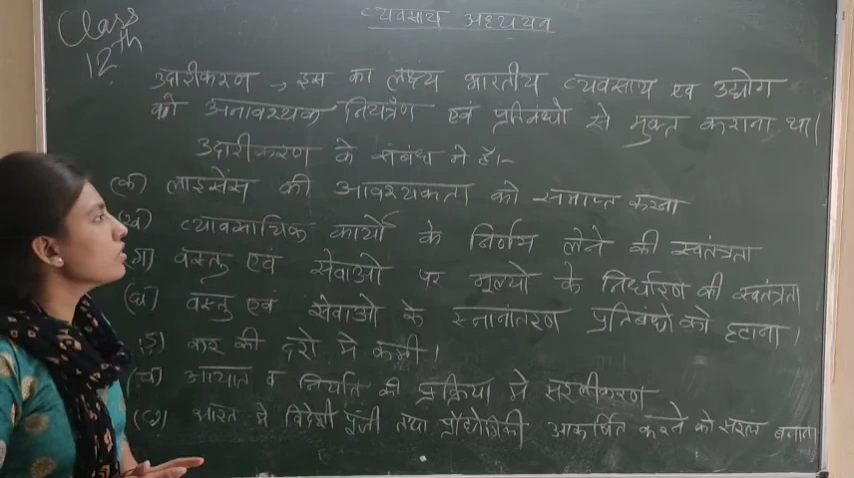 Class 12th
व्यवसाय अध्ययन
उदारीकरण → इस का लक्ष्य भारतीय व्यवसाय एव उद्योग
को अनावश्यक नियंत्रण एवं प्रतिबंधो से मुक्त कराना था।
उदारीकरण के संबंध मे है।-
(क) लाइसेंस की आवश्यकता को समाप्त करना
(ख) व्यावसायिक कार्यो के निर्णय लेने की स्वतंत्रता
(ग) वस्तु एवं सेवाओ पर मूल्यो के निर्धारण की स्वतंत्रता
(घ) वस्तु एवं सेवाओ के स्नानांतरण प्रतिबंधो को हटाना।
(ङ) कर की दरो मे कमी।
(च) आयात व निर्यात की प्रक्रिया मे सरलीकरण
(छ) भारत मे विदेशी पूंजी तथा प्रौद्योगिकी आकर्षित करने को सरल बनाना